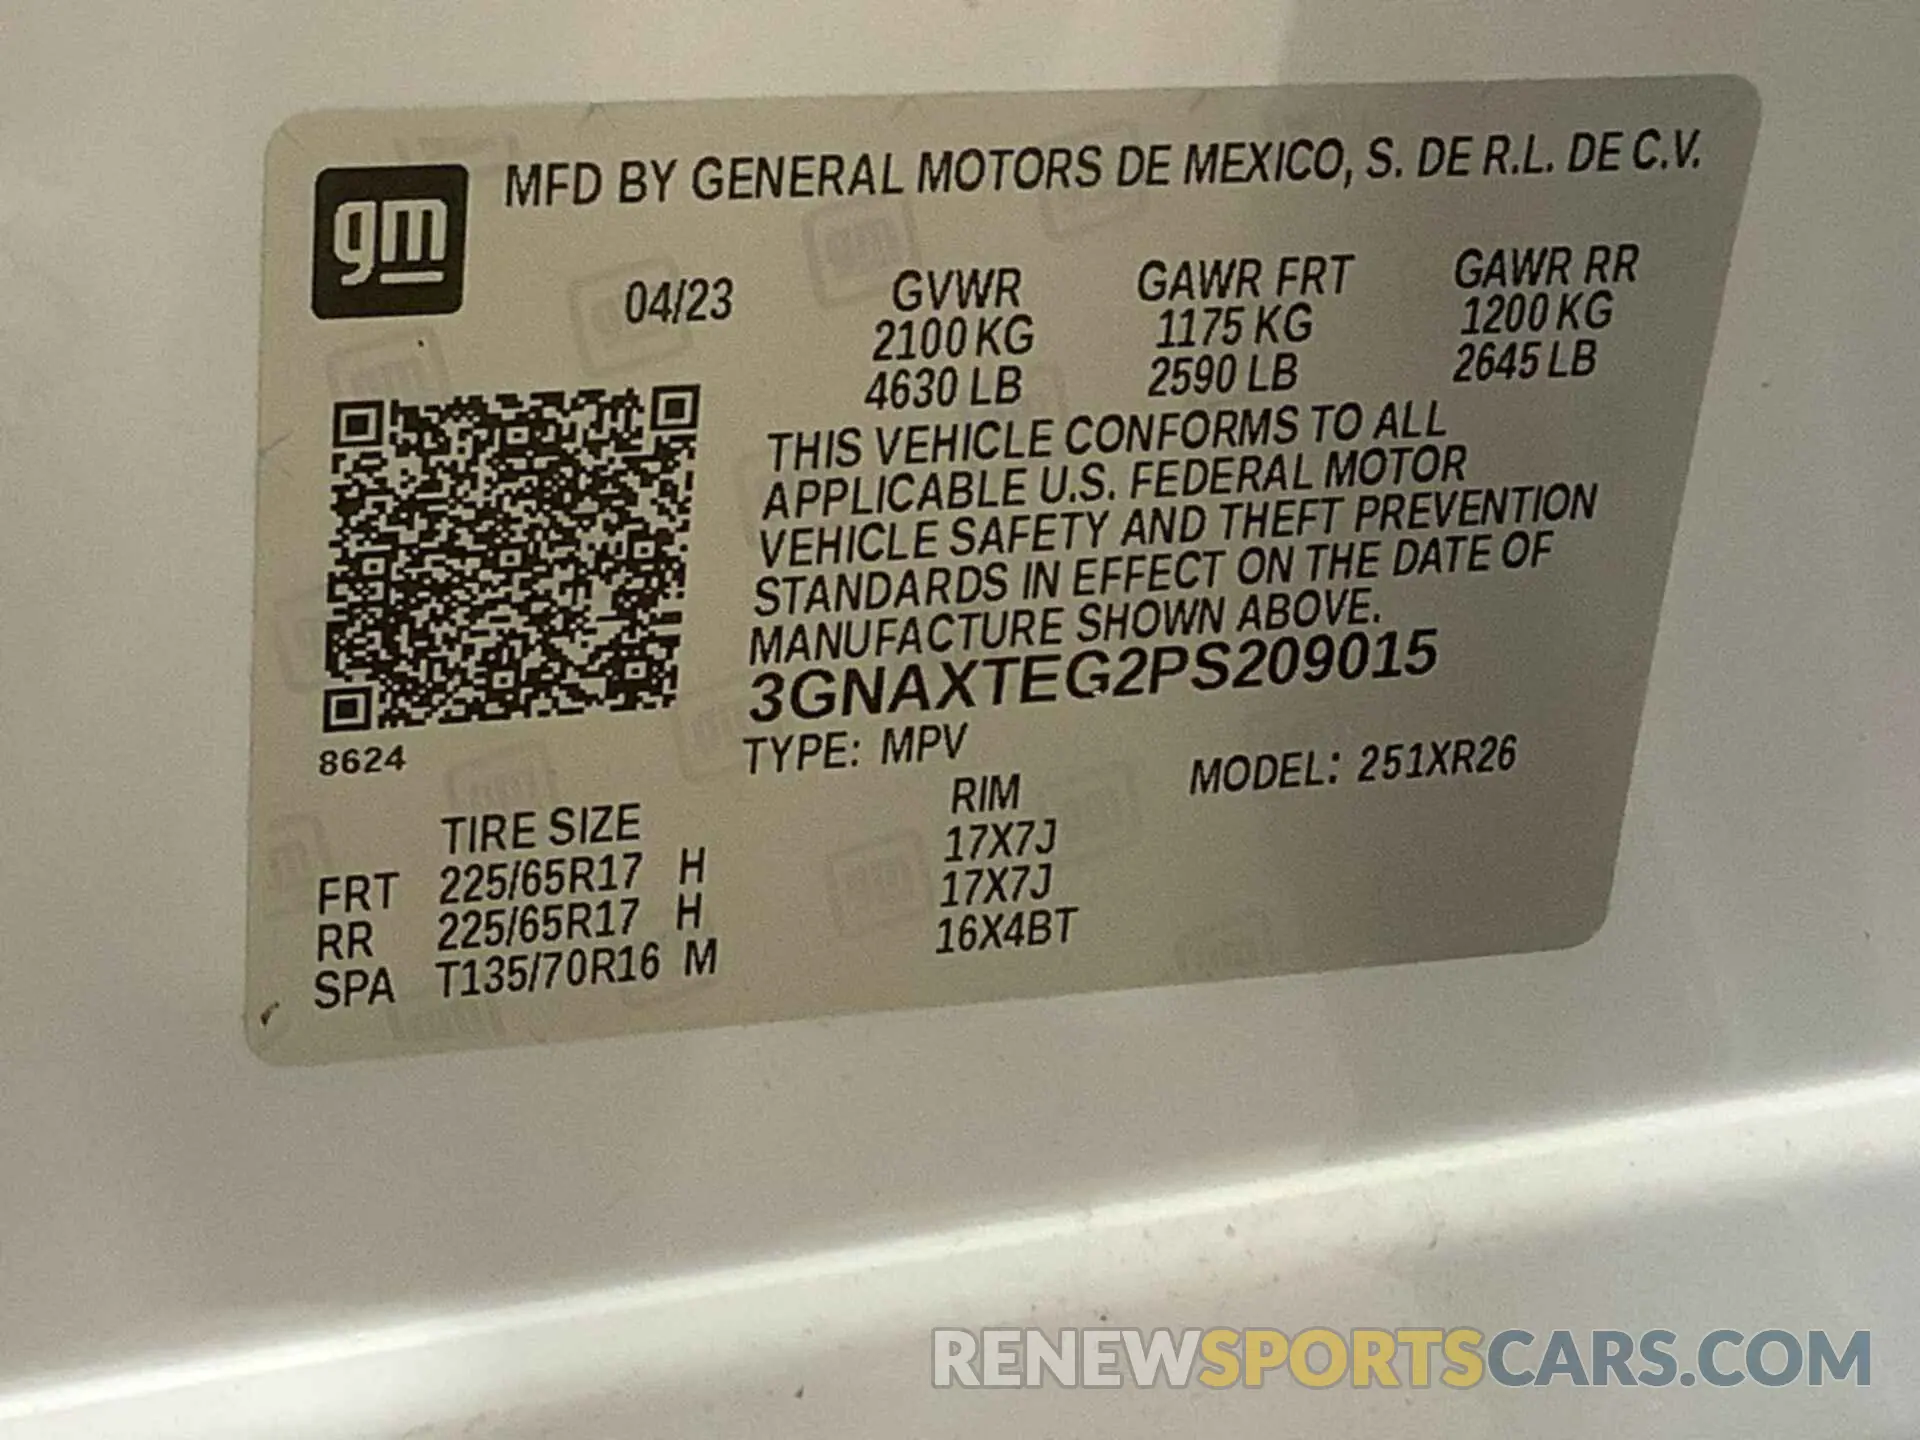 gm
MFD BY GENERAL MOTORS DE MEXICO, S. DE R.L. DE C.V.
04/23
GVWR GAWR FRT GAWR RR
2100 KG 1175 KG 1200 KG
4630 LB 2590 LB 2645 LB
THIS VEHICLE CONFORMS TO ALL
APPLICABLE U.S. FEDERAL MOTOR
VEHICLE SAFETY AND THEFT PREVENTION
STANDARDS IN EFFECT ON THE DATE OF
MANUFACTURE SHOWN ABOVE.
3GNAXTEG2PS209015
8624
TYPE: MPV MODEL: 251XR26
TIRE SIZE RIM
FRT 225/65R17 H 17X7J
RR 225/65R17 H 17X7J
SPA T135/70R16 M 16X4BT
RENEWSPORTSCARS.COM